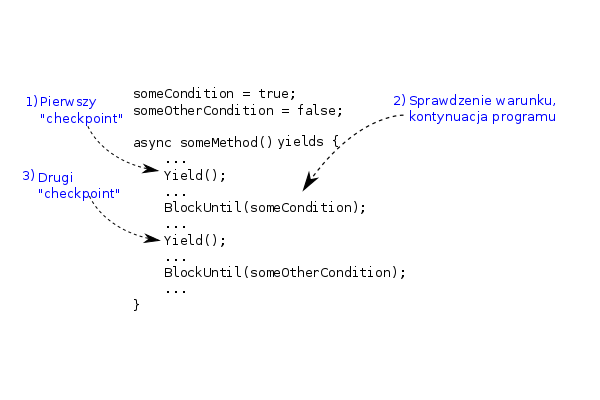 someCondition = true;
someOtherCondition = false;
1) Pierwszy
"checkpoint"
2) Sprawdzenie warunku,
kontynuacja programu
async someMethod() yields {
...
Yield();
...
BlockUntil(someCondition);
...
3) Drugi
"checkpoint"
Yield();
...
BlockUntil(someOtherCondition);
...
}